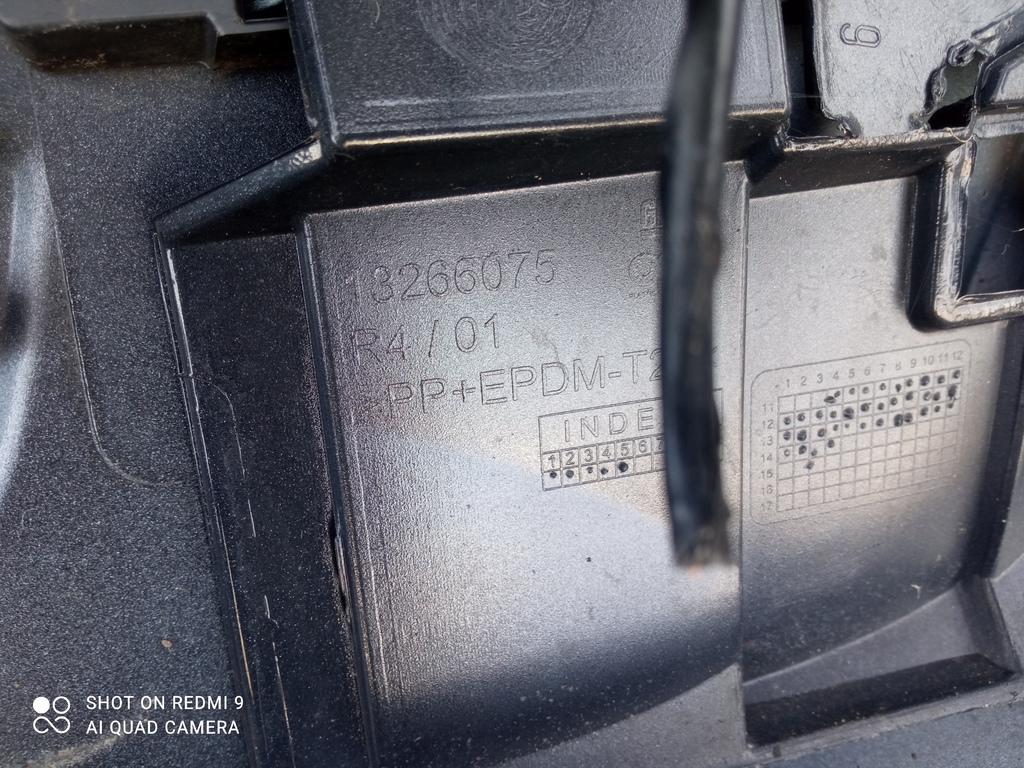 6
13266075
R4 / 01
PP+EPDM-T2
INDE
1 2 3 4 5 6 7
1 2 3 4 5 6 7 8 9 10 11 12
11
12
13
14
15
16
17
SHOT ON REDMI 9
AI QUAD CAMERA